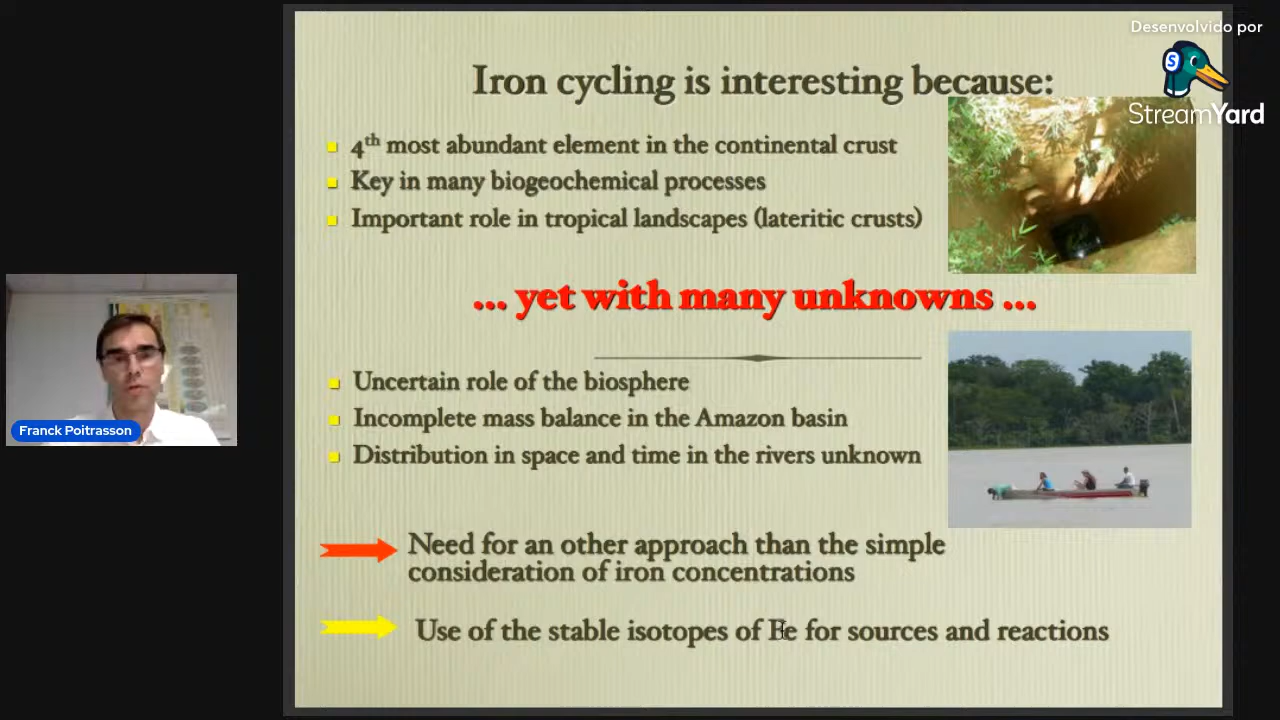 Desenvolvido por
StreamYard
Iron cycling is interesting because:
4th most abundant element in the continental crust
Key in many biogeochemical processes
Important role in tropical landscapes (lateritic crusts)
... yet with many unknowns ...
Uncertain role of the biosphere
Incomplete mass balance in the Amazon basin
Distribution in space and time in the rivers unknown
Need for an other approach than the simple
consideration of iron concentrations
Use of the stable isotopes of Fe for sources and reactions
Franck Poitrasson